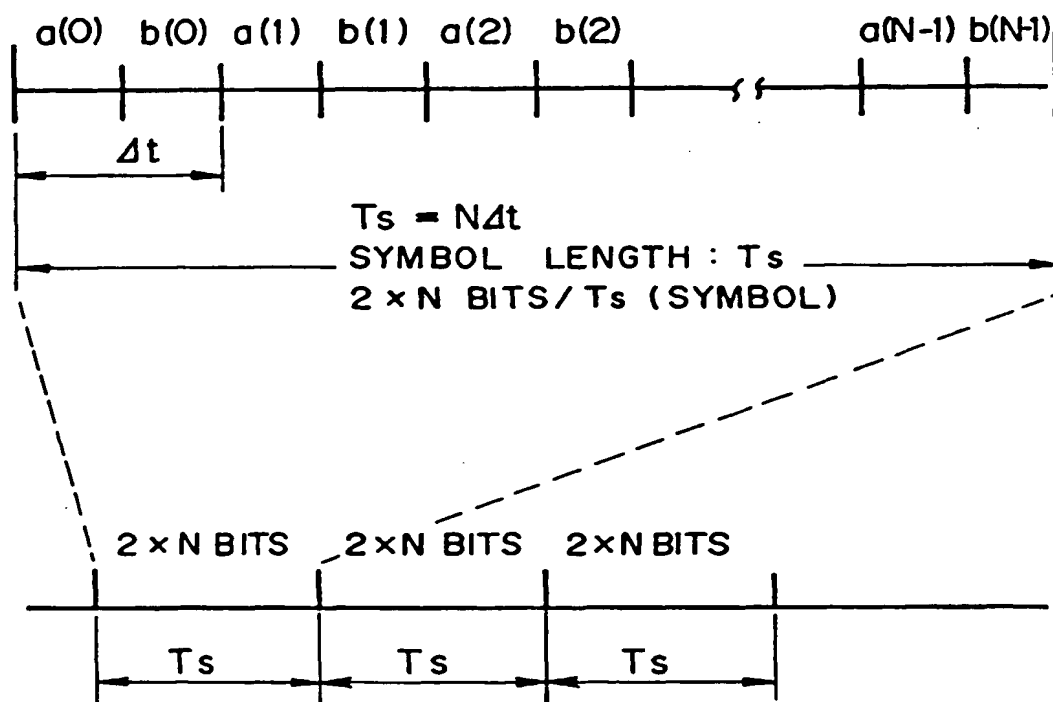 a(0) b(0) a(1) b(1) a(2) b(2) a(N-1) b(N-1)
Δt
Ts = NΔt
SYMBOL LENGTH : Ts
2 × N BITS / Ts (SYMBOL)
2 × N BITS 2 × N BITS 2 × N BITS
Ts Ts Ts